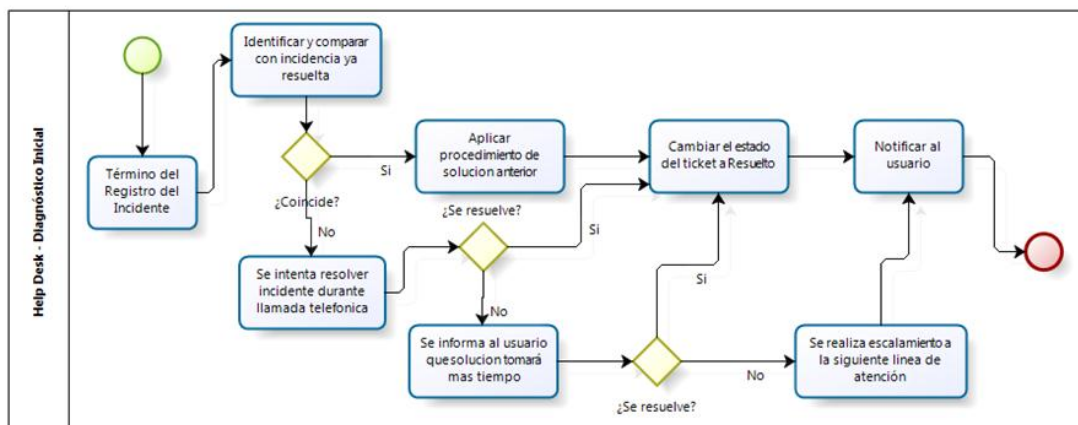 Help Desk - Diagnóstico Inicial
Identificar y comparar
con incidencia ya
resuelta
Término del
Registro del
Incidente
¿Coincide?
Si
Aplicar
procedimiento de
solucion anterior
Cambiar el estado
del ticket a Resuelto
Notificar al
usuario
No
Se intenta resolver
incidente durante
llamada telefonica
¿Se resuelve?
Si
No
Se informa al usuario
que solucion tomará
mas tiempo
¿Se resuelve?
Si
No
Se realiza escalamiento a
la siguiente linea de
atención